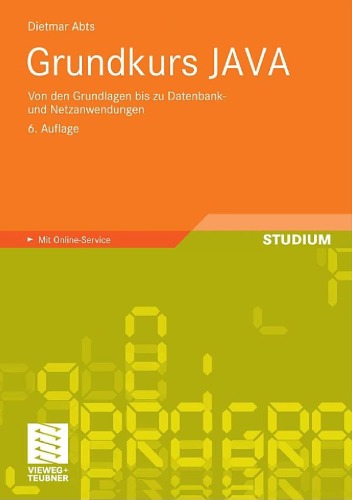 Dietmar Abts
Grundkurs JAVA
Von den Grundlagen bis zu Datenbank-
und Netzanwendungen
6. Auflage
Mit Online-Service
STUDIUM
VIEWEG+
TEUBNER